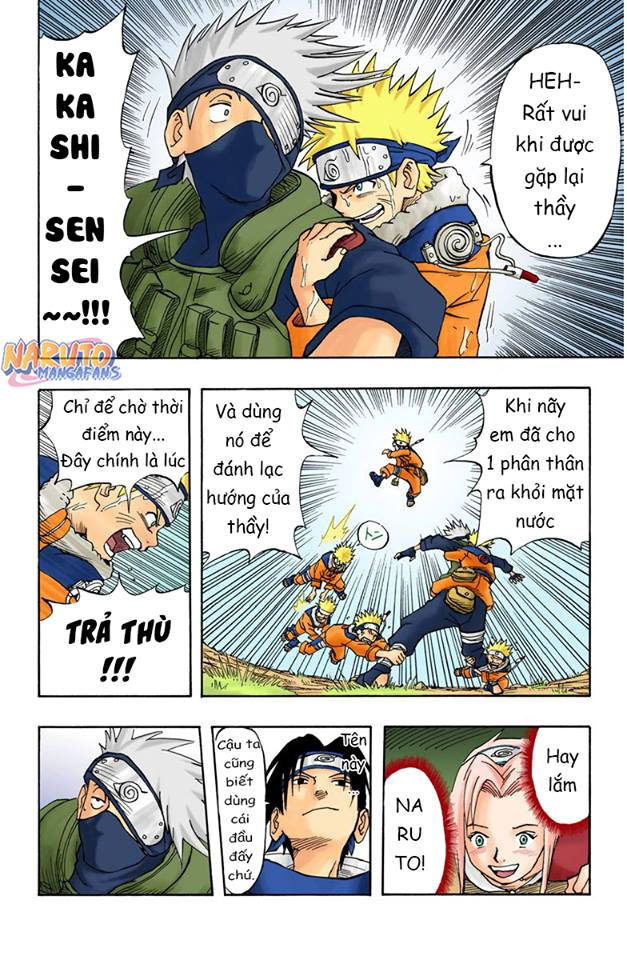 HEH-
Rất vui
khi được
gặp lại
thầy
...
KA
KA
SHI
-
SEN
SEI
~~!!!
NARUTO
MANGAFANS
Khi nãy
em đã cho
1 phân thân
ra khỏi mặt
nước
Và dùng
nó để
đánh lạc
hướng của
thầy!
トン
Chỉ để chờ thời
điểm này...
Đây chính là lúc
TRẢ THÙ
!!!
Hay
lắm
NA
RU
TO!
Tên
này
...
Cậu ta
cũng
biết
dùng
cái
đầu
đấy
chứ.